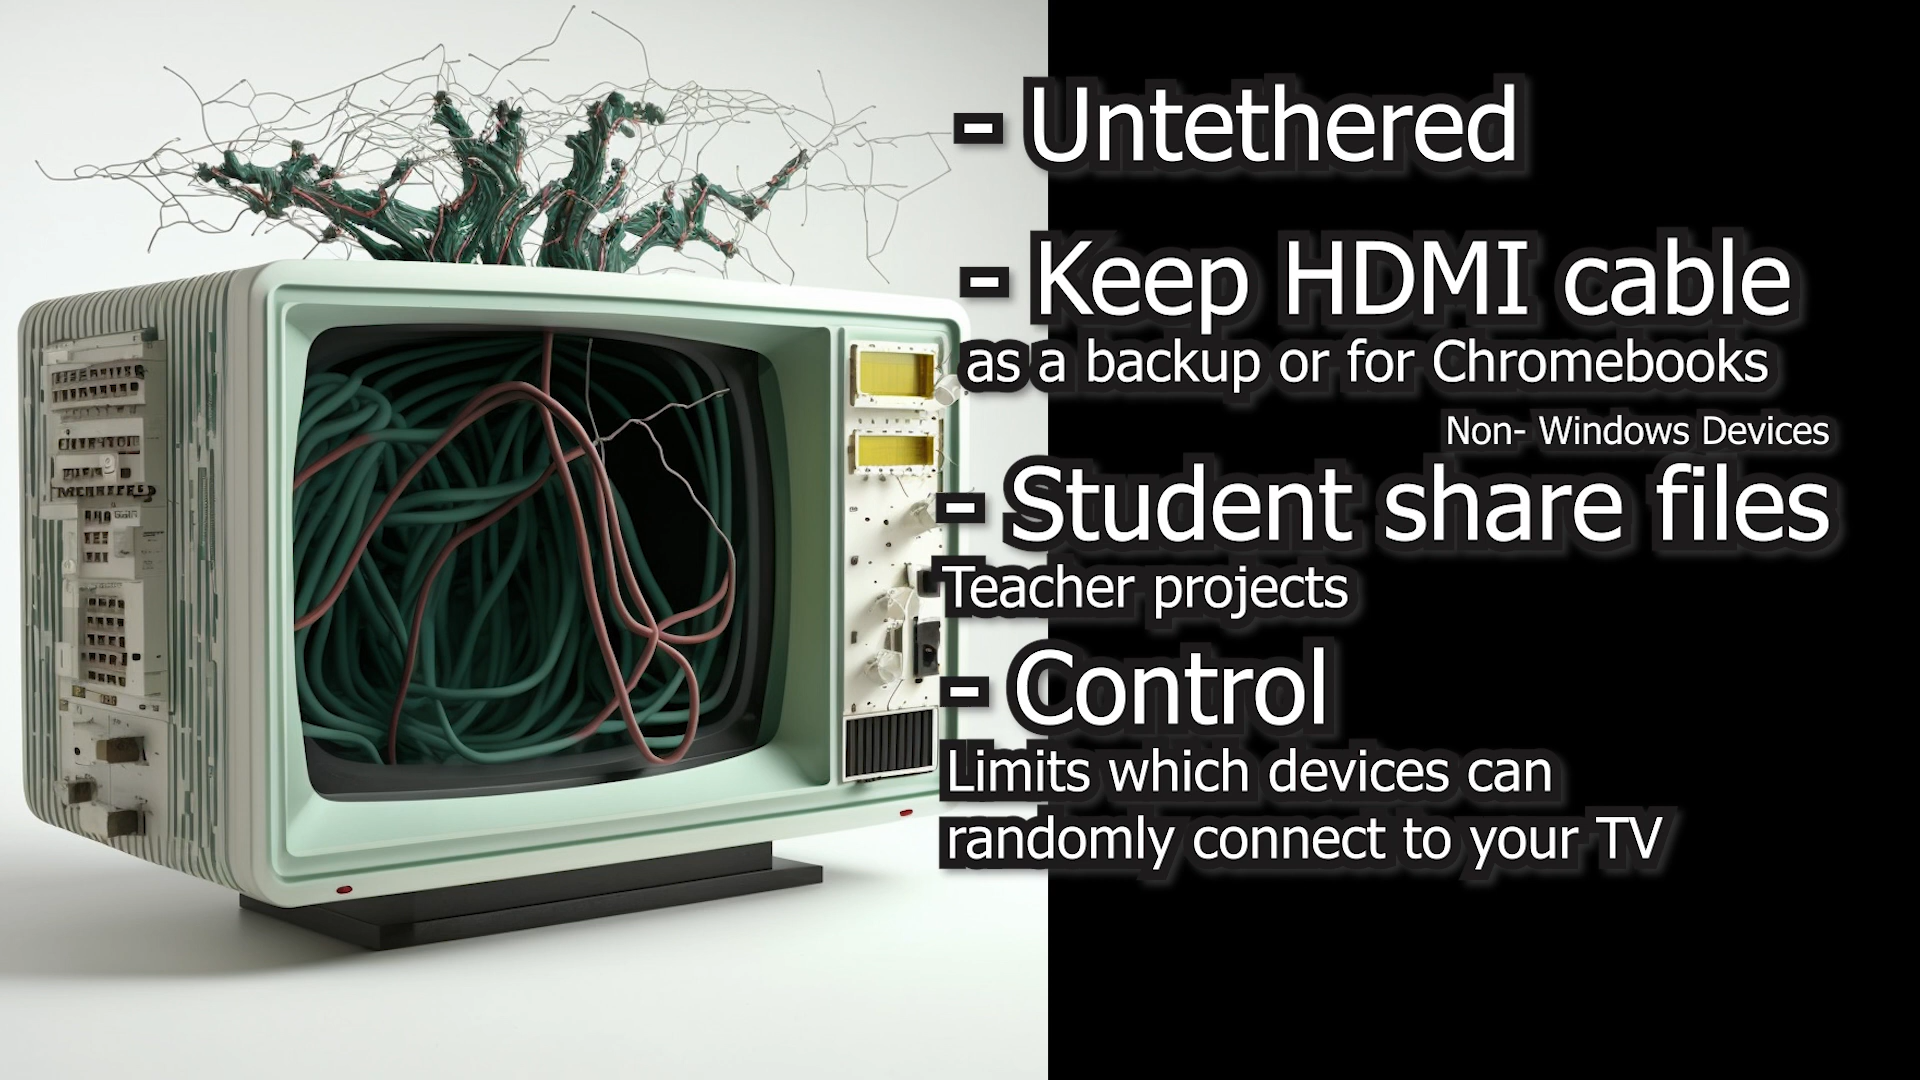 - Untethered
- Keep HDMI cable
as a backup or for Chromebooks
Non- Windows Devices
- Student share files
Teacher projects
- Control
Limits which devices can
randomly connect to your TV